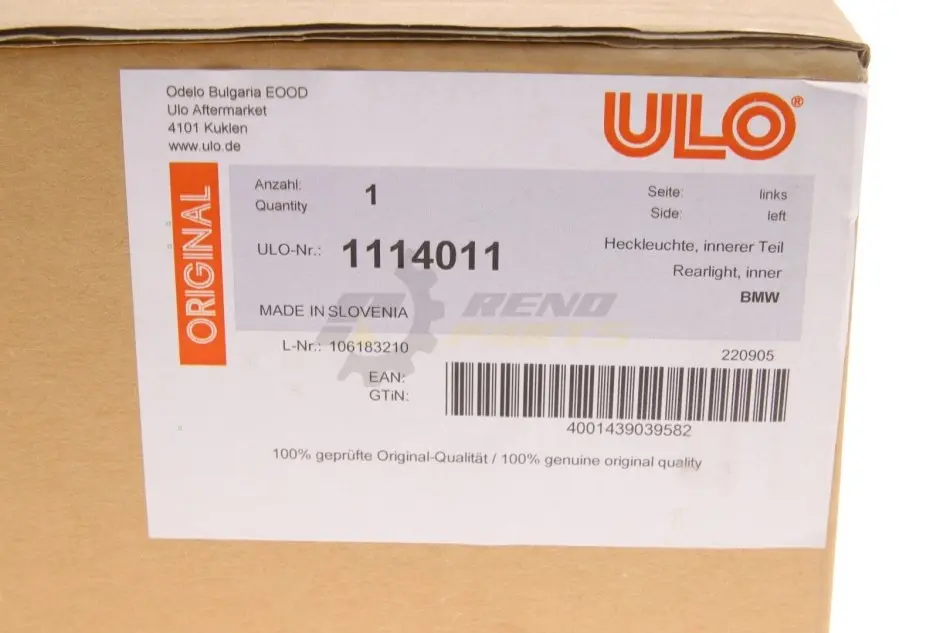 Odelo Bulgaria EOOD
Ulo Aftermarket
4101 Kuklen
www.ulo.de
ULO®
ORIGINAL
Anzahl: 1
Quantity
Seite: links
Side: left
ULO-Nr.: 1114011
Heckleuchte, innerer Teil
Rearlight, inner
BMW
MADE IN SLOVENIA
RENO
PARTS
L-Nr.: 106183210
220905
EAN:
GTiN:
4001439039582
100% geprüfte Original-Qualität / 100% genuine original quality